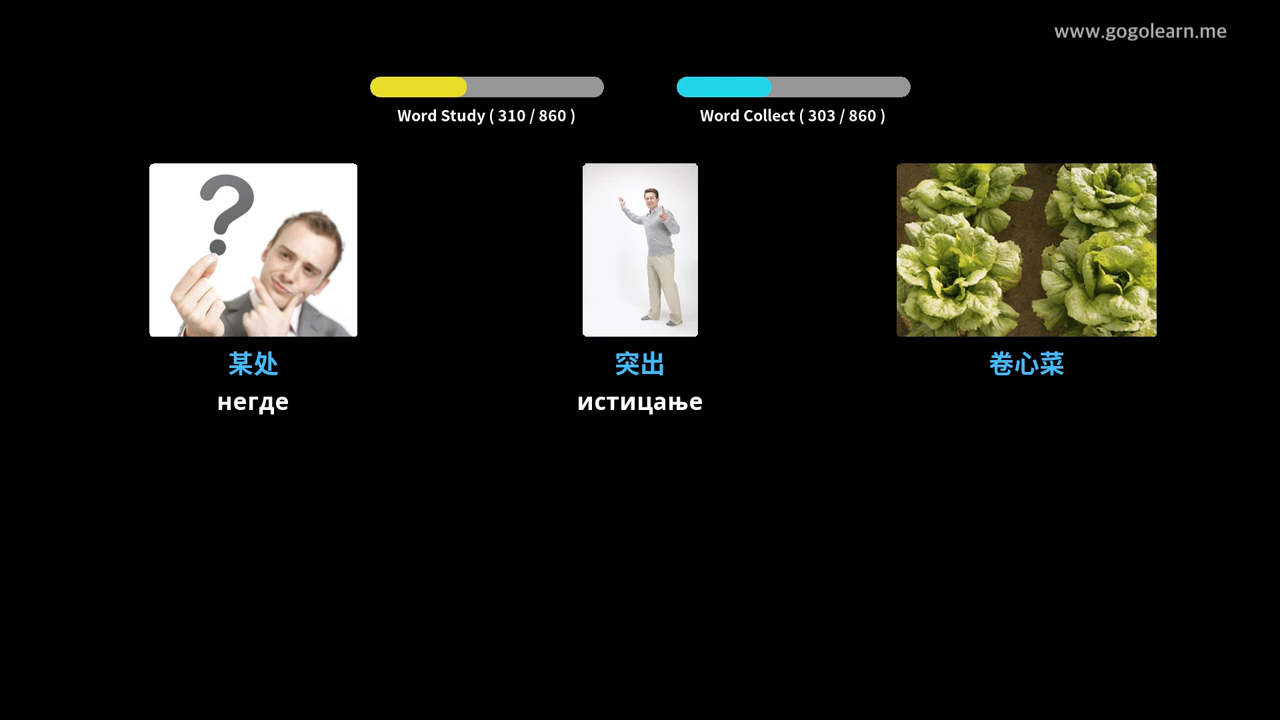 www.gogolearn.me
Word Study ( 310 / 860 )
Word Collect ( 303 / 860 )
某处
突出
卷心菜
негде
истицање